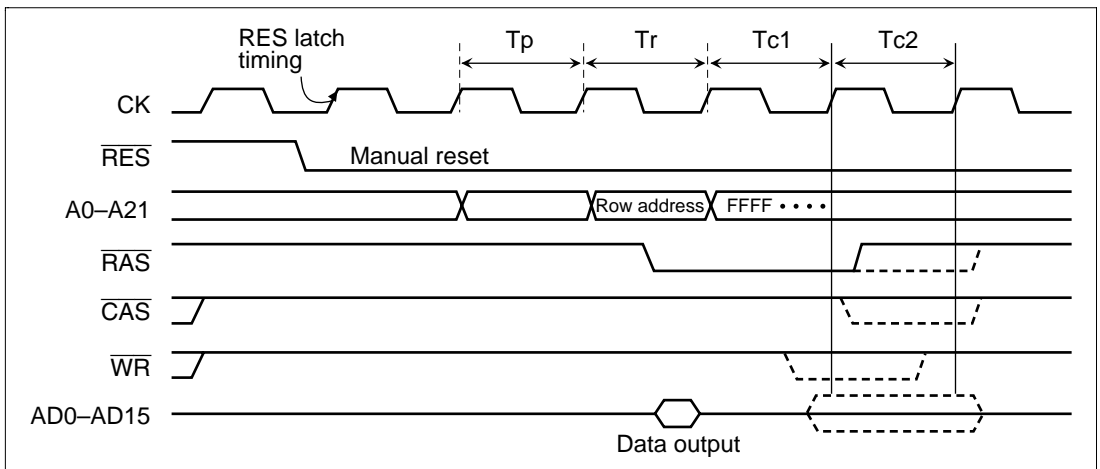 RES latch
timing
Tp
Tr
Tc1
Tc2
CK
RES
Manual reset
A0–A21
Row address
FFFF ••••
RAS
CAS
WR
AD0–AD15
Data output